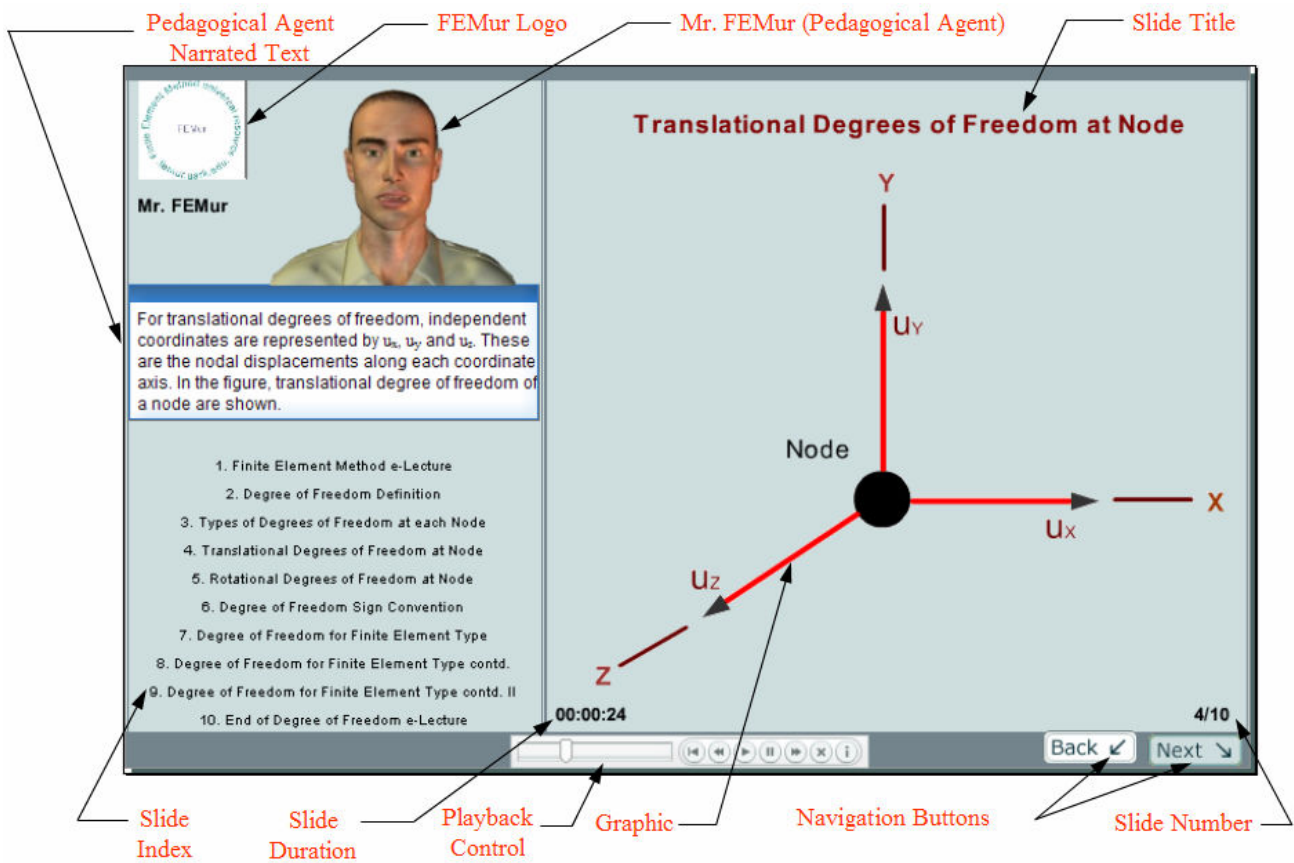 Pedagogical Agent
Narrated Text
FEMur Logo
Mr. FEMur (Pedagogical Agent)
Slide Title
Finite Element Method universal resource
FEMur
Mr. FEMur
For translational degrees of freedom, independent
coordinates are represented by uₓ, uᵧ and u_z. These
are the nodal displacements along each coordinate
axis. In the figure, translational degree of freedom of
a node are shown.
1. Finite Element Method e-Lecture
2. Degree of Freedom Definition
3. Types of Degrees of Freedom at each Node
4. Translational Degrees of Freedom at Node
5. Rotational Degrees of Freedom at Node
6. Degree of Freedom Sign Convention
7. Degree of Freedom for Finite Element Type
8. Degree of Freedom for Finite Element Type contd.
9. Degree of Freedom for Finite Element Type contd. II
10. End of Degree of Freedom e-Lecture
Translational Degrees of Freedom at Node
Y
uY
Node
X
uX
uZ
Z
00:00:24
4/10
Back
Next
Slide
Index
Slide
Duration
Playback
Control
Graphic
Navigation Buttons
Slide Number